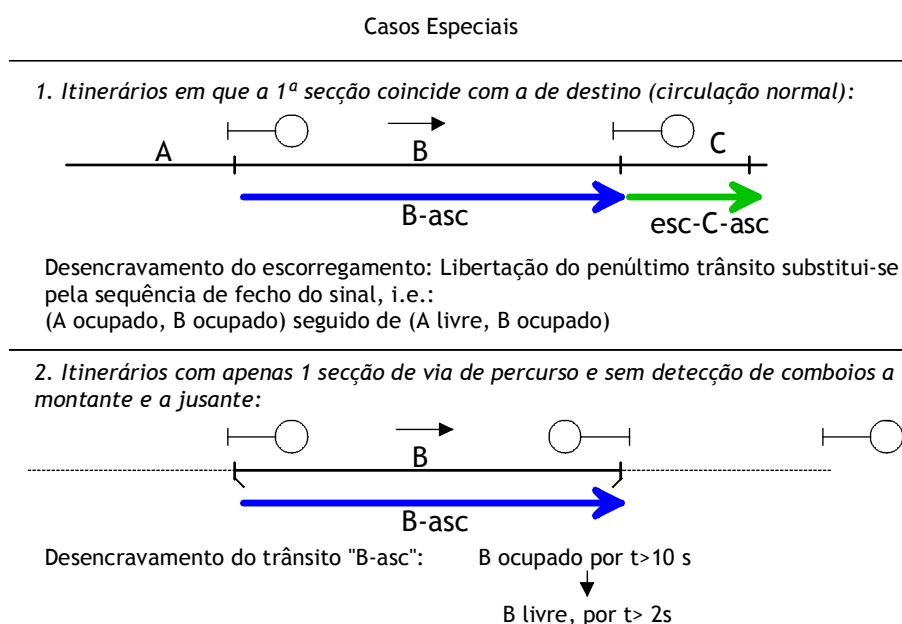 Casos Especiais
1. Itinerários em que a 1ª secção coincide com a de destino (circulação normal):
A B C
B-asc esc-C-asc
Desencravamento do escorregamento: Libertação do penúltimo trânsito substitui-se
pela sequência de fecho do sinal, i.e.:
(A ocupado, B ocupado) seguido de (A livre, B ocupado)
2. Itinerários com apenas 1 secção de via de percurso e sem detecção de comboios a
montante e a jusante:
B
B-asc
Desencravamento do trânsito "B-asc": B ocupado por t>10 s
B livre, por t> 2s